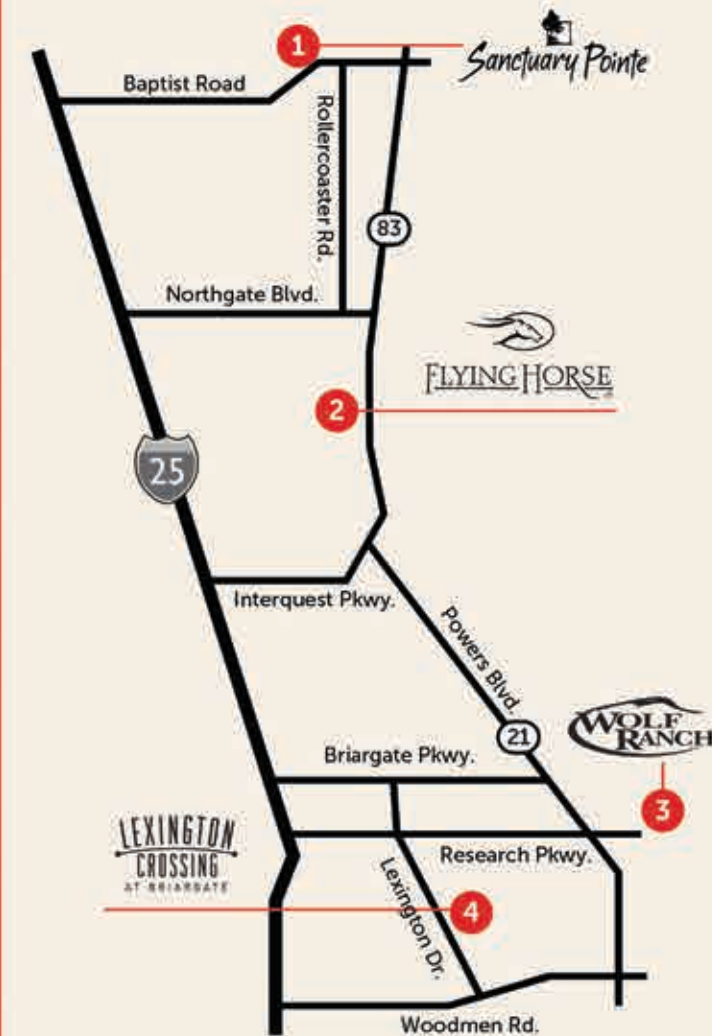 1
Sanctuary Pointe
Baptist Road
Rollercoaster Rd.
83
Northgate Blvd.
FLYING HORSE
2
25
Interquest Pkwy.
Powers Blvd.
21
WOLF
RANCH
Briargate Pkwy.
3
LEXINGTON
CROSSING
AT BRIARGATE
Research Pkwy.
Lexington Dr.
4
Woodmen Rd.